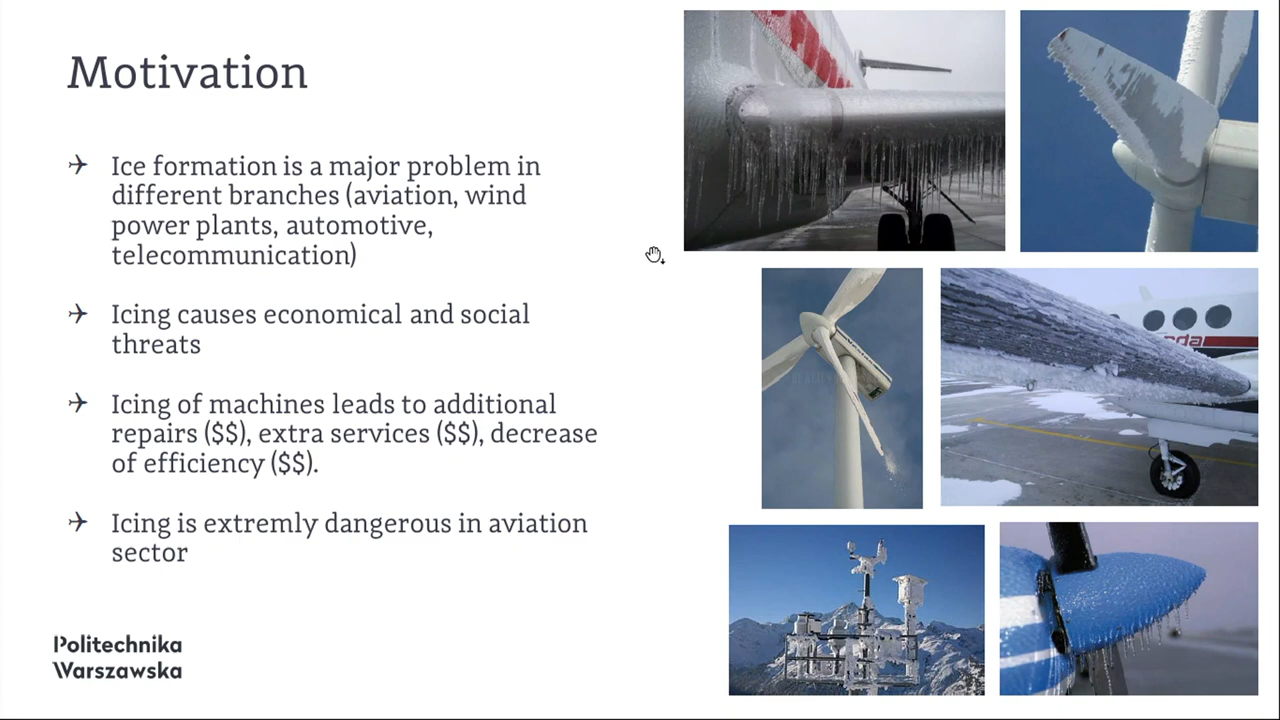 Motivation
Ice formation is a major problem in
different branches (aviation, wind
power plants, automotive,
telecommunication)
Icing causes economical and social
threats
Icing of machines leads to additional
repairs ($$), extra services ($$), decrease
of efficiency ($$).
Icing is extremly dangerous in aviation
sector
Politechnika
Warszawska